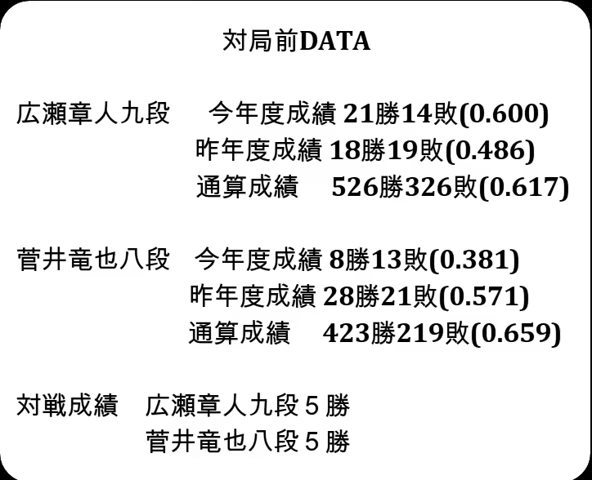 対局前DATA
広瀬章人九段 今年度成績 21勝14敗(0.600)
昨年度成績 18勝19敗(0.486)
通算成績 526勝326敗(0.617)
菅井竜也八段 今年度成績 8勝13敗(0.381)
昨年度成績 28勝21敗(0.571)
通算成績 423勝219敗(0.659)
対戦成績 広瀬章人九段５勝
菅井竜也八段５勝